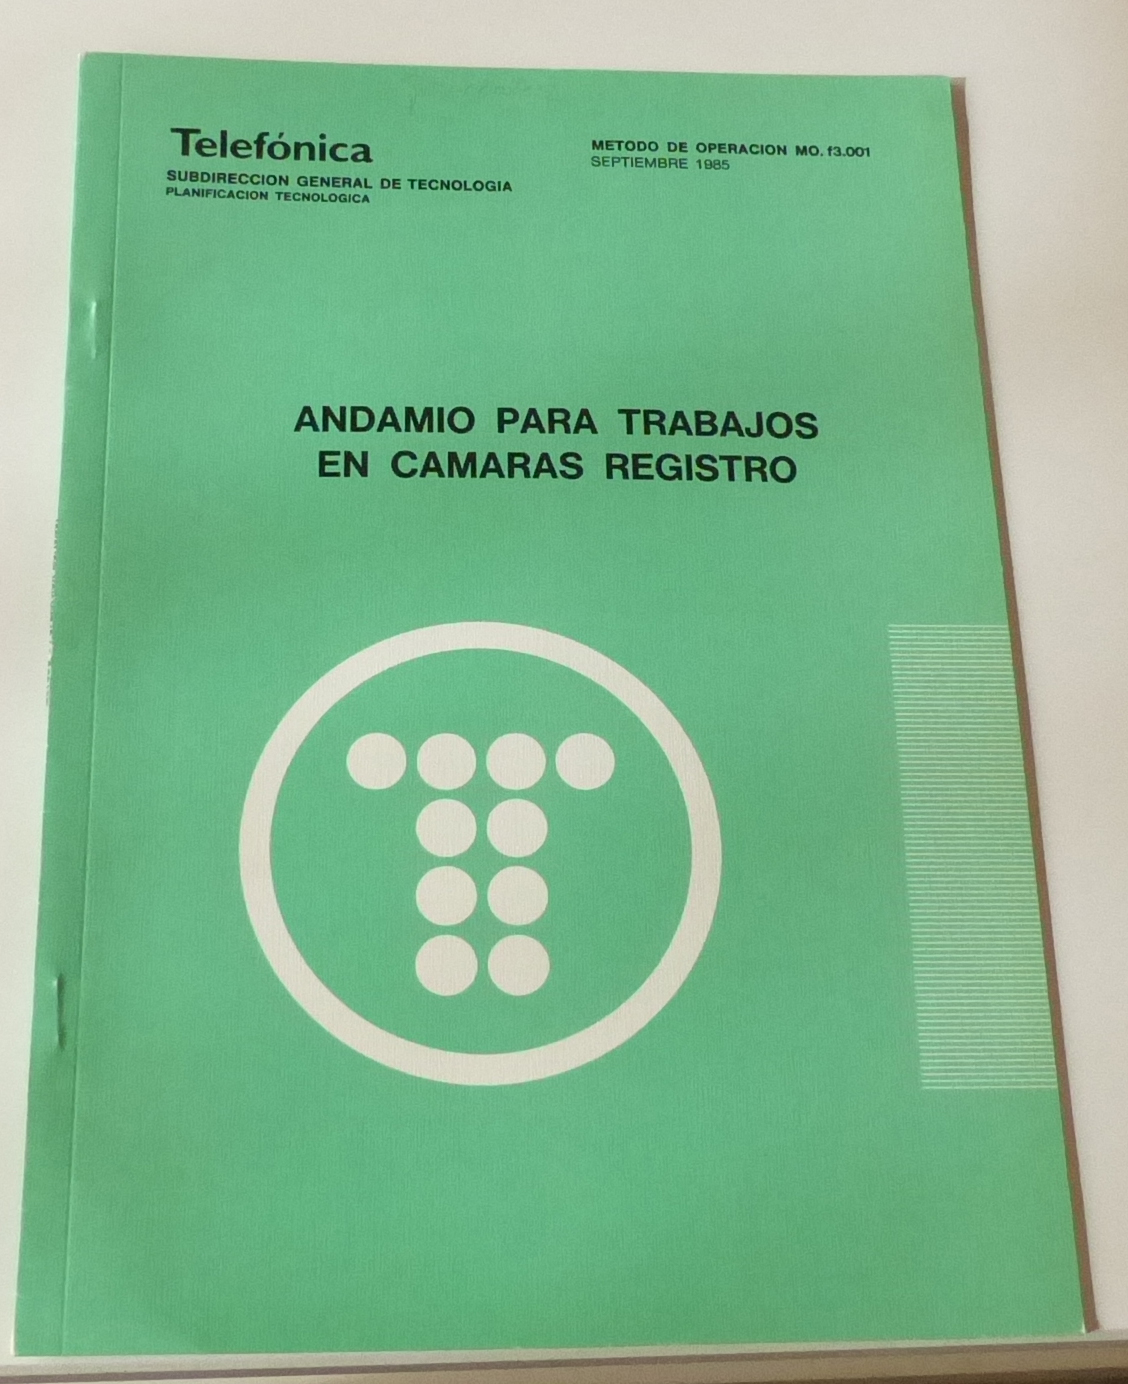 Telefónica
SUBDIRECCION GENERAL DE TECNOLOGIA
PLANIFICACION TECNOLOGICA
METODO DE OPERACION MO. f3.001
SEPTIEMBRE 1985
ANDAMIO PARA TRABAJOS
EN CAMARAS REGISTRO